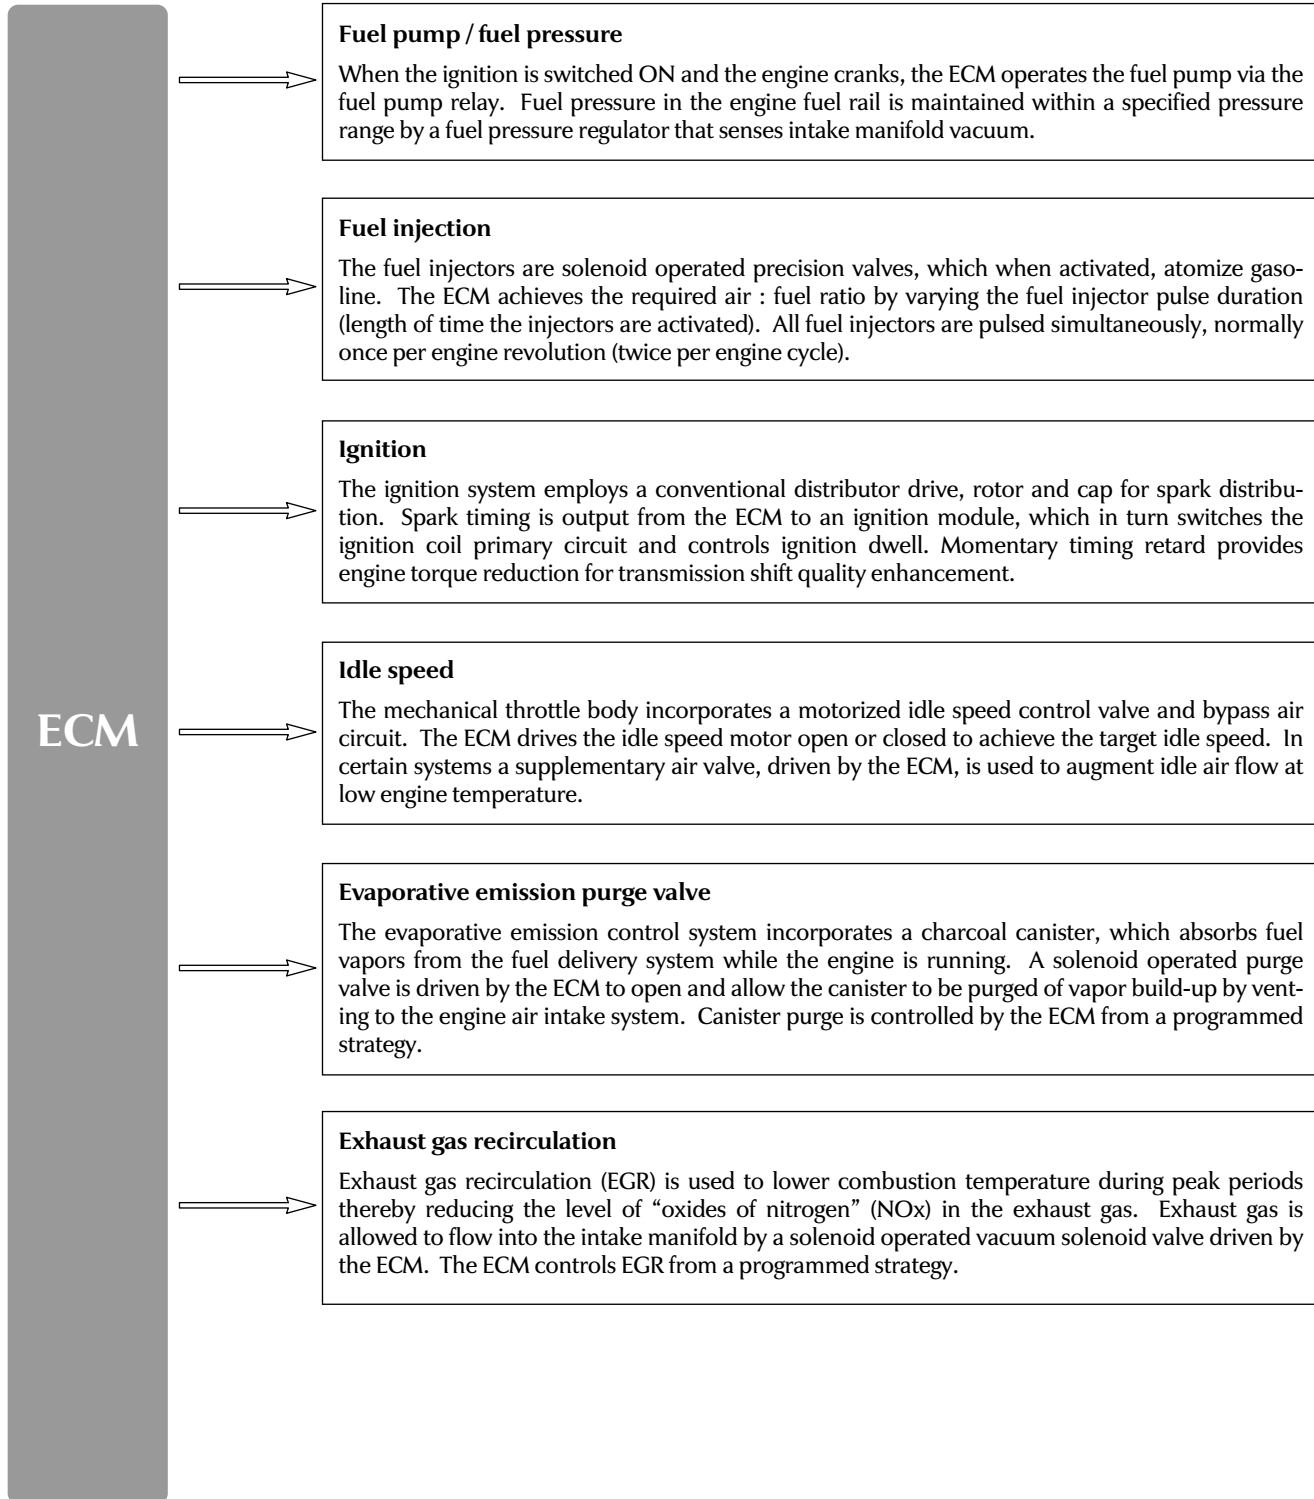 Fuel pump / fuel pressure
When the ignition is switched ON and the engine cranks, the ECM operates the fuel pump via the
fuel pump relay. Fuel pressure in the engine fuel rail is maintained within a specified pressure
range by a fuel pressure regulator that senses intake manifold vacuum.
Fuel injection
The fuel injectors are solenoid operated precision valves, which when activated, atomize gaso-
line. The ECM achieves the required air : fuel ratio by varying the fuel injector pulse duration
(length of time the injectors are activated). All fuel injectors are pulsed simultaneously, normally
once per engine revolution (twice per engine cycle).
Ignition
The ignition system employs a conventional distributor drive, rotor and cap for spark distribu-
tion. Spark timing is output from the ECM to an ignition module, which in turn switches the
ignition coil primary circuit and controls ignition dwell. Momentary timing retard provides
engine torque reduction for transmission shift quality enhancement.
ECM
Idle speed
The mechanical throttle body incorporates a motorized idle speed control valve and bypass air
circuit. The ECM drives the idle speed motor open or closed to achieve the target idle speed. In
certain systems a supplementary air valve, driven by the ECM, is used to augment idle air flow at
low engine temperature.
Evaporative emission purge valve
The evaporative emission control system incorporates a charcoal canister, which absorbs fuel
vapors from the fuel delivery system while the engine is running. A solenoid operated purge
valve is driven by the ECM to open and allow the canister to be purged of vapor build-up by vent-
ing to the engine air intake system. Canister purge is controlled by the ECM from a programmed
strategy.
Exhaust gas recirculation
Exhaust gas recirculation (EGR) is used to lower combustion temperature during peak periods
thereby reducing the level of “oxides of nitrogen” (NOx) in the exhaust gas. Exhaust gas is
allowed to flow into the intake manifold by a solenoid operated vacuum solenoid valve driven by
the ECM. The ECM controls EGR from a programmed strategy.